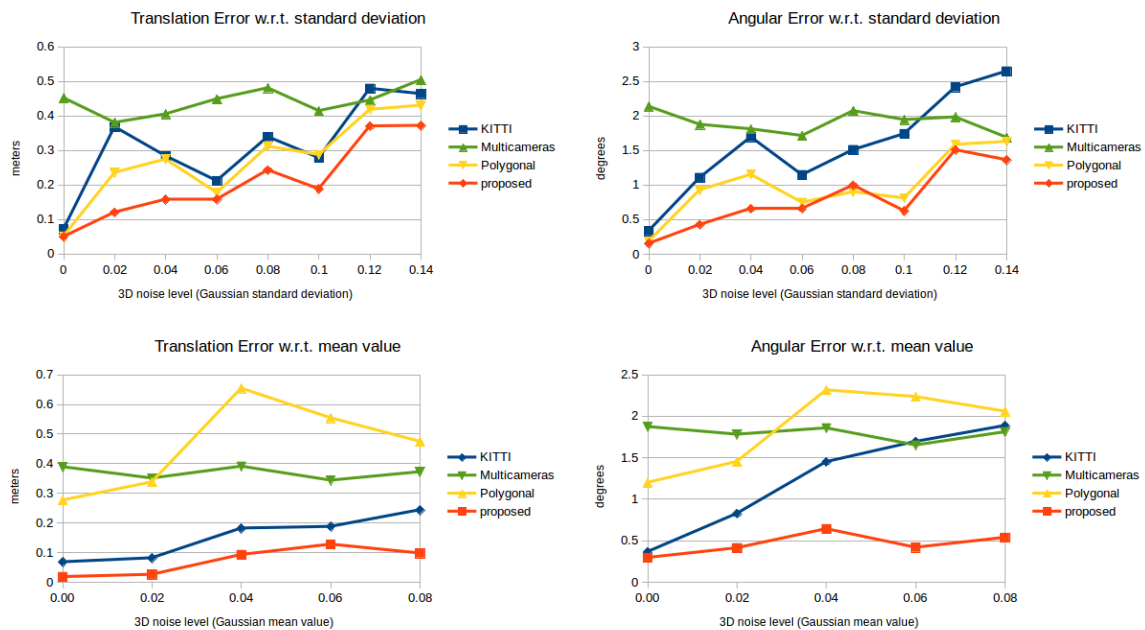 Translation Error w.r.t. standard deviation
0.6
0.5
0.4
0.3
0.2
0.1
0
meters
0 0.02 0.04 0.06 0.08 0.1 0.12 0.14
3D noise level (Gaussian standard deviation)
KITTI
Multicameras
Polygonal
proposed
Angular Error w.r.t. standard deviation
3
2.5
2
1.5
1
0.5
0
degrees
0 0.02 0.04 0.06 0.08 0.1 0.12 0.14
3D noise level (Gaussian standard deviation)
KITTI
Multicameras
Polygonal
proposed
Translation Error w.r.t. mean value
0.7
0.6
0.5
0.4
0.3
0.2
0.1
0
meters
0.00 0.02 0.04 0.06 0.08
3D noise level (Gaussian mean value)
KITTI
Multicameras
Polygonal
proposed
Angular Error w.r.t. mean value
2.5
2
1.5
1
0.5
0
degrees
0.00 0.02 0.04 0.06 0.08
3D noise level (Gaussian mean value)
KITTI
Multicameras
Polygonal
proposed